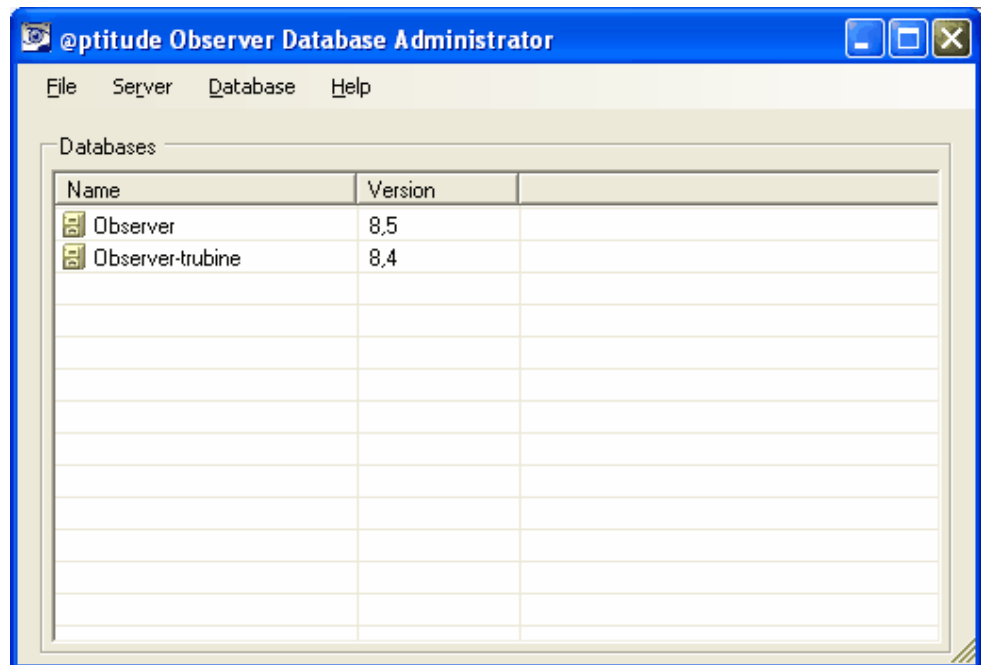 @ptitude Observer Database Administrator
File Server Database Help
Databases
Name Version
Observer 8,5
Observer-trubine 8,4